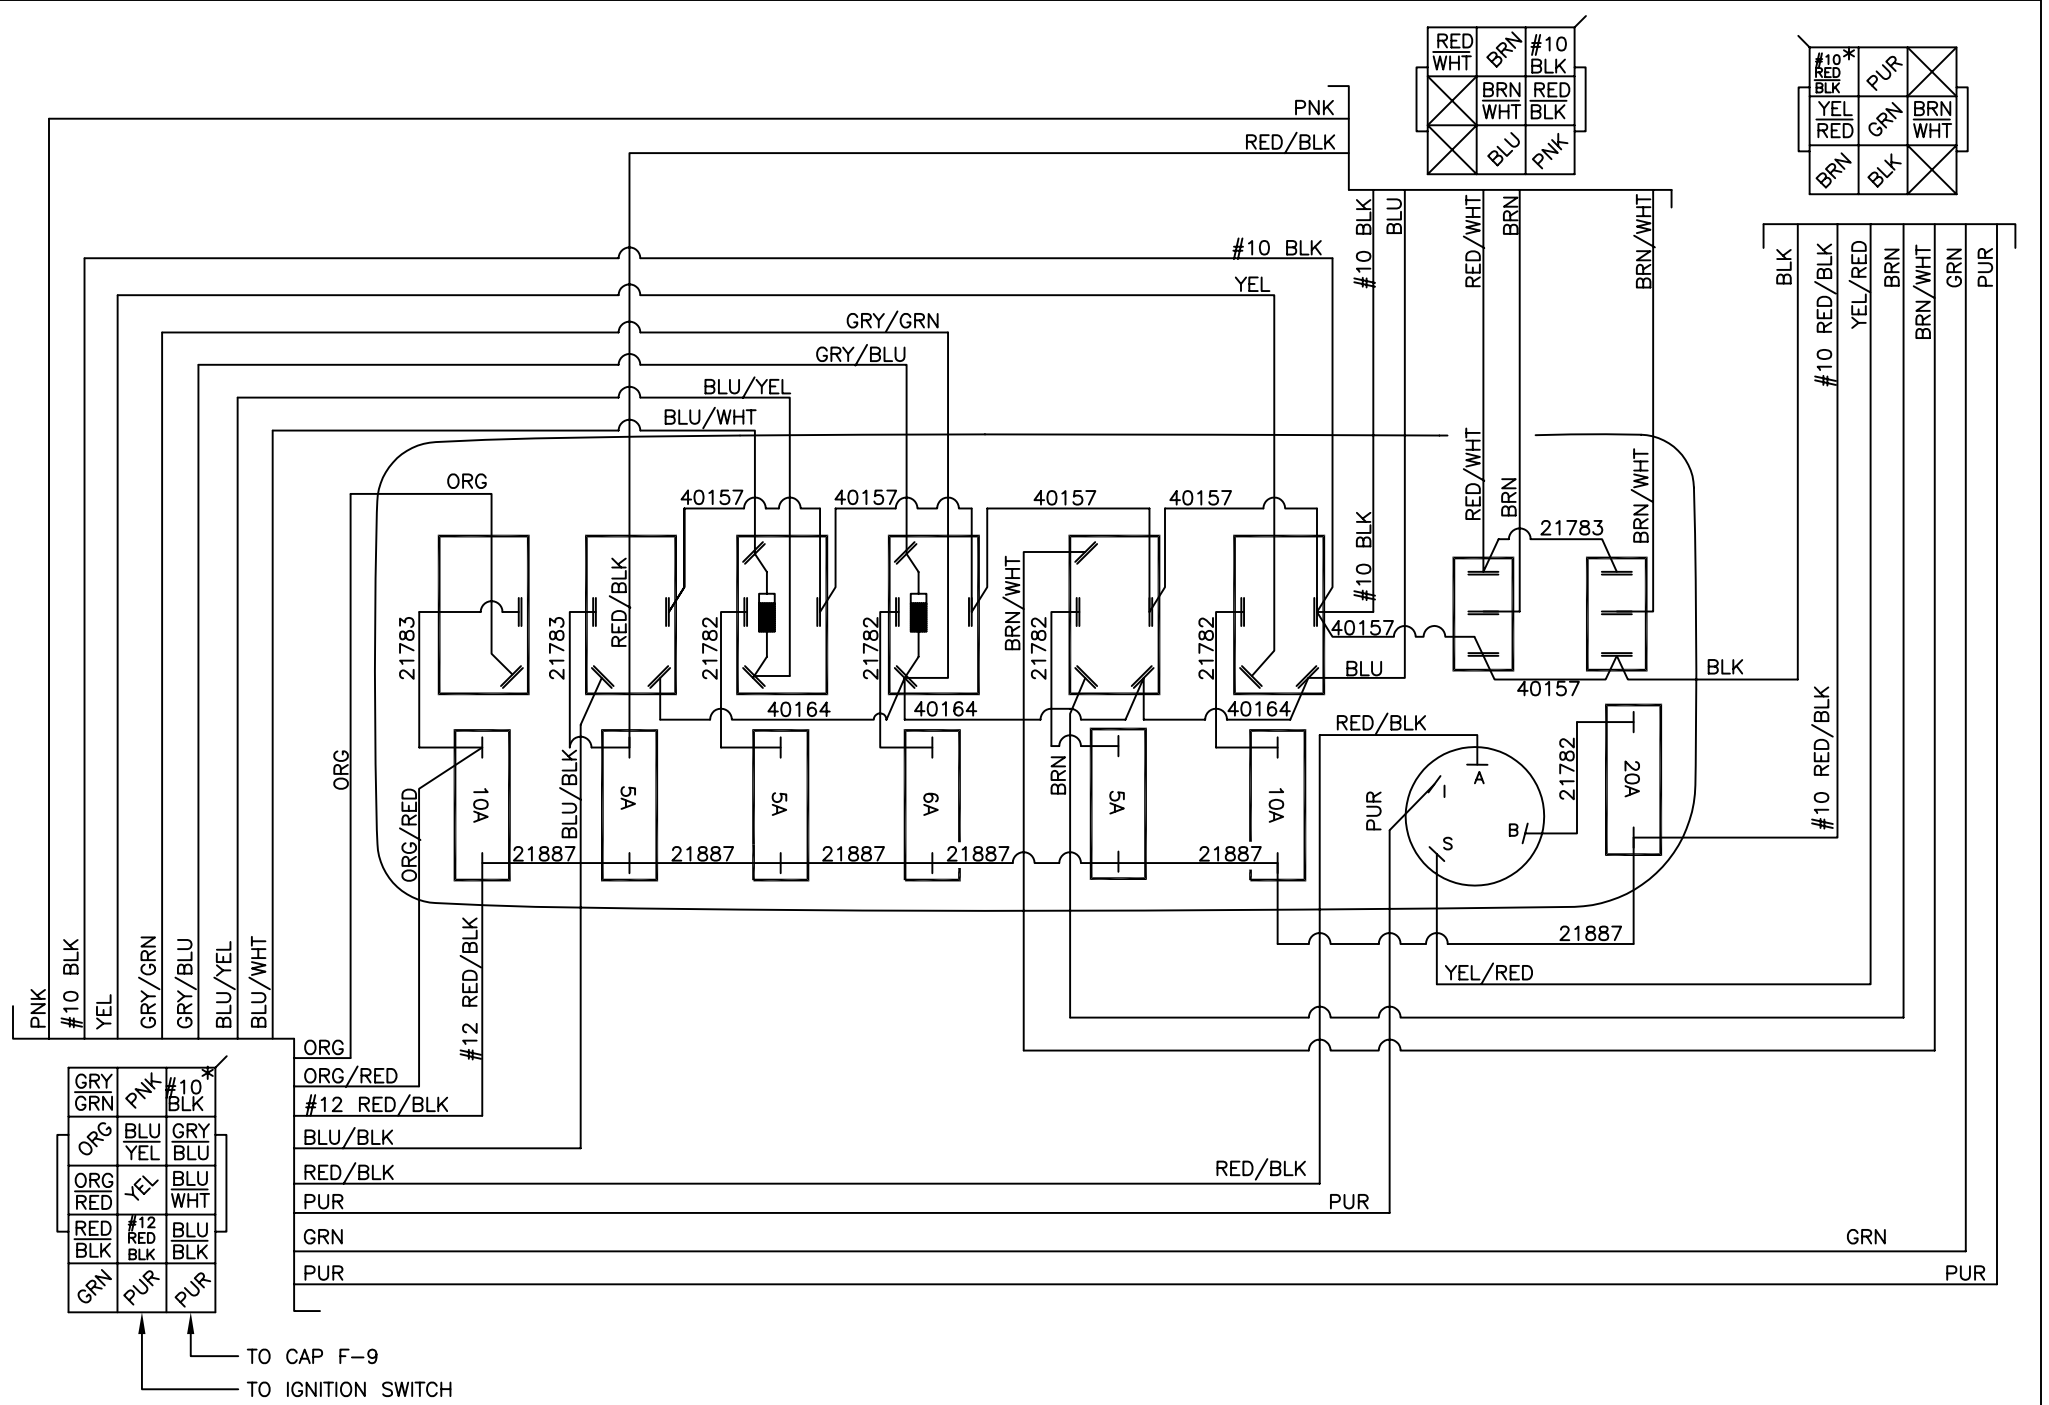 RED
WHT
BRN
#10
BLK
BRN
WHT
RED
BLK
BLU
PNK
#10*
RED
BLK
PUR
YEL
RED
GRN
BRN
WHT
BRN
BLK
PNK
RED/BLK
#10 BLK
YEL
GRY/GRN
GRY/BLU
BLU/YEL
BLU/WHT
#10 BLK
BLU
RED/WHT
BRN
BRN/WHT
BLK
#10 RED/BLK
YEL/RED
BRN
BRN/WHT
GRN
PUR
ORG
40157
40157
40157
40157
RED/WHT
BRN
21783
BRN/WHT
21783
21783
RED/BLK
21782
21782
BRN/WHT
21782
21782
#10 BLK
40157
BLU
40157
BLK
40164
40164
40164
RED/BLK
#10 RED/BLK
ORG
ORG/RED
10A
BLU/BLK
5A
5A
6A
BRN
5A
10A
PUR
A
I
B
S
21782
20A
21887
21887
21887
21887
21887
21887
#12 RED/BLK
YEL/RED
PNK
#10 BLK
YEL
GRY/GRN
GRY/BLU
BLU/YEL
BLU/WHT
ORG
ORG/RED
#12 RED/BLK
BLU/BLK
RED/BLK
RED/BLK
PUR
PUR
GRN
GRN
PUR
PUR
GRY
GRN
PNK
#10*
BLK
ORG
BLU
YEL
GRY
BLU
ORG
RED
YEL
BLU
WHT
RED
BLK
#12
RED
BLK
BLU
BLK
GRN
PUR
PUR
TO CAP F-9
TO IGNITION SWITCH